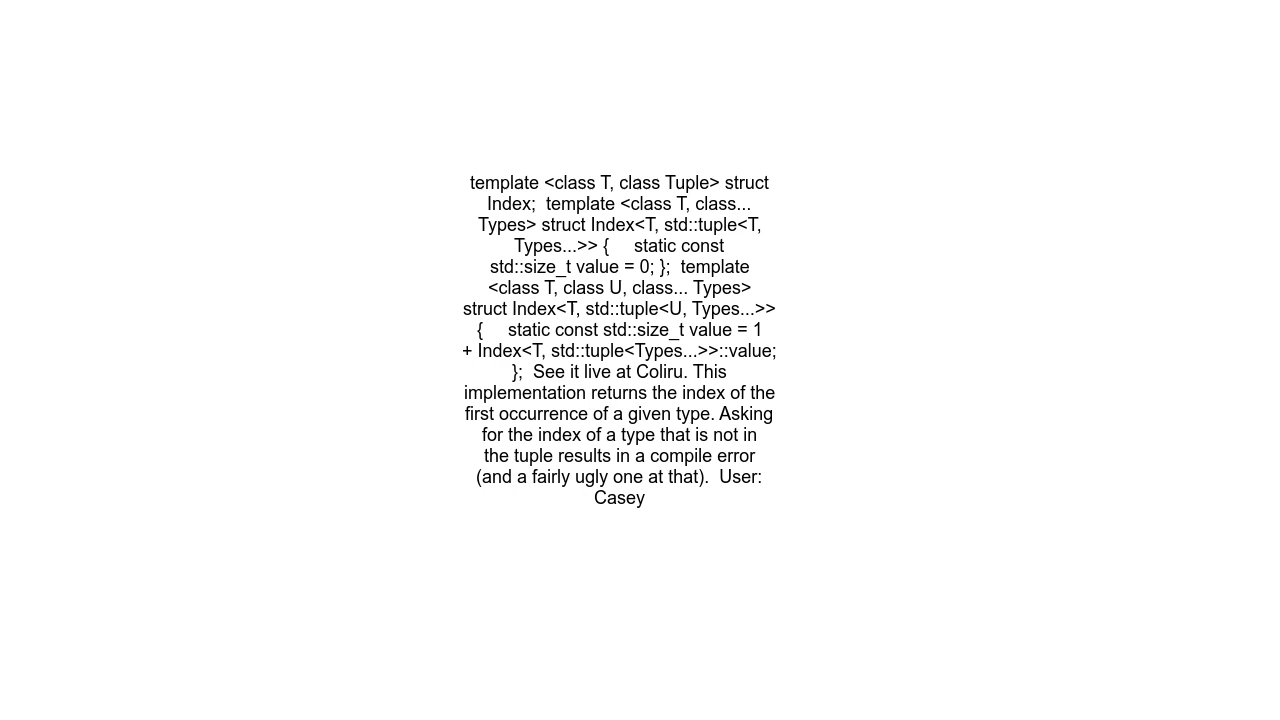 template <class T, class Tuple> struct
Index;  template <class T, class...
Types> struct Index<T, std::tuple<T,
Types...>> {     static const
std::size_t value = 0; };  template
<class T, class U, class... Types>
struct Index<T, std::tuple<U, Types...>>
{     static const std::size_t value = 1
+ Index<T, std::tuple<Types...>>::value;
};  See it live at Coliru. This
implementation returns the index of the
first occurrence of a given type. Asking
for the index of a type that is not in
the tuple results in a compile error
(and a fairly ugly one at that).  User:
Casey